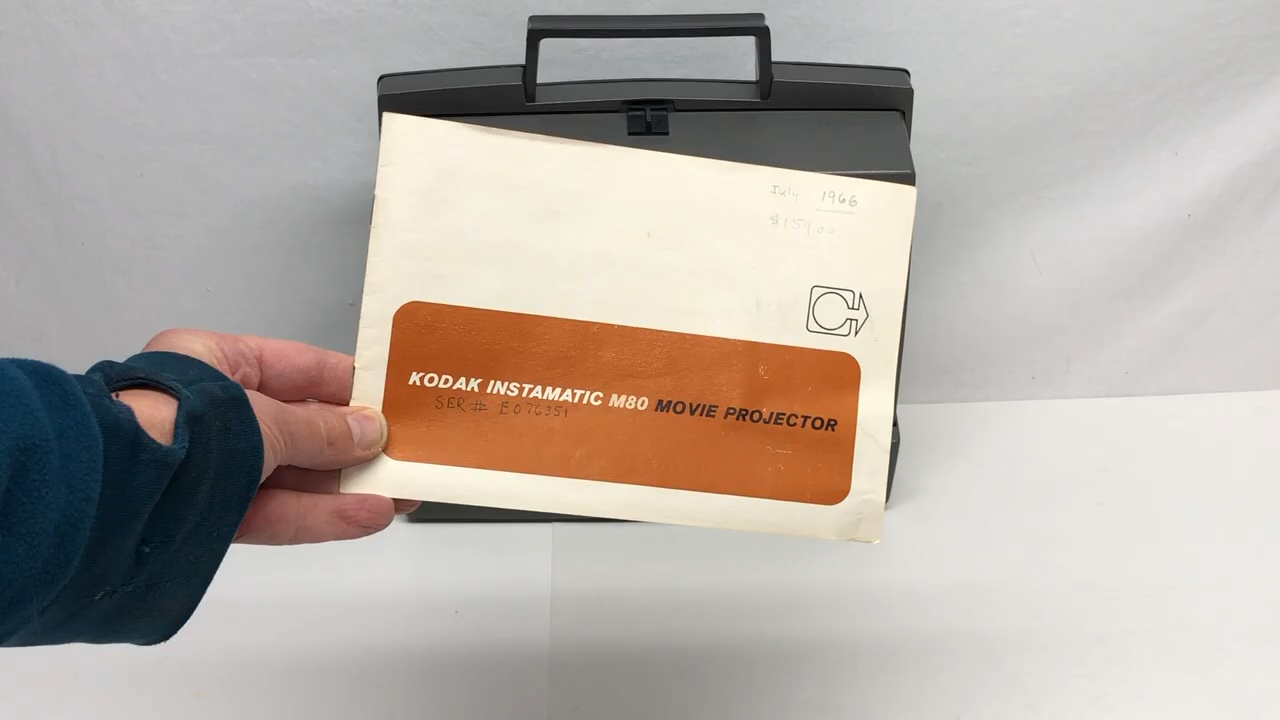 July 1966
$159.00
KODAK INSTAMATIC M80 MOVIE PROJECTOR
SER # E076351